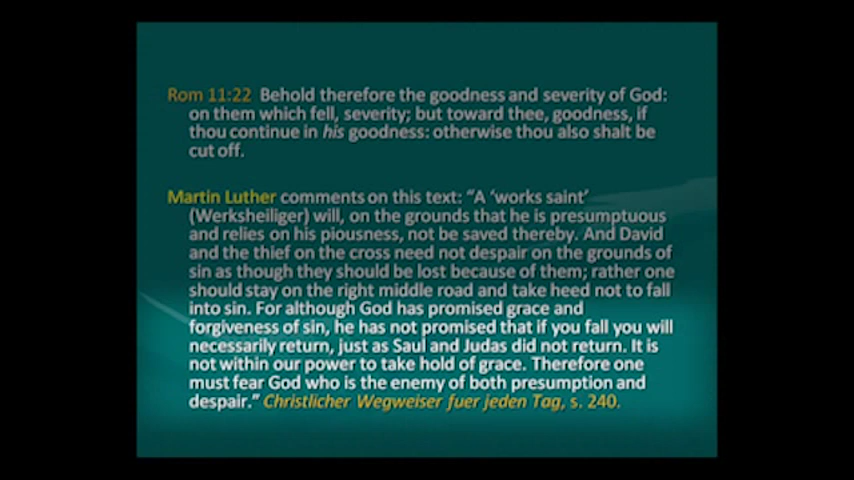 Rom 11:22 Behold therefore the goodness and severity of God:
on them which fell, severity; but toward thee, goodness, if
thou continue in his goodness: otherwise thou also shalt be
cut off.
Martin Luther comments on this text: “A ‘works saint’
(Werksheiliger) will, on the grounds that he is presumptuous
and relies on his piousness, not be saved thereby. And David
and the thief on the cross need not despair on the grounds of
sin as though they should be lost because of them; rather one
should stay on the right middle road and take heed not to fall
into sin. For although God has promised grace and
forgiveness of sin, he has not promised that if you fall you will
necessarily return, just as Saul and Judas did not return. It is
not within our power to take hold of grace. Therefore one
must fear God who is the enemy of both presumption and
despair.” Christlicher Wegweiser fuer jeden Tag, s. 240.